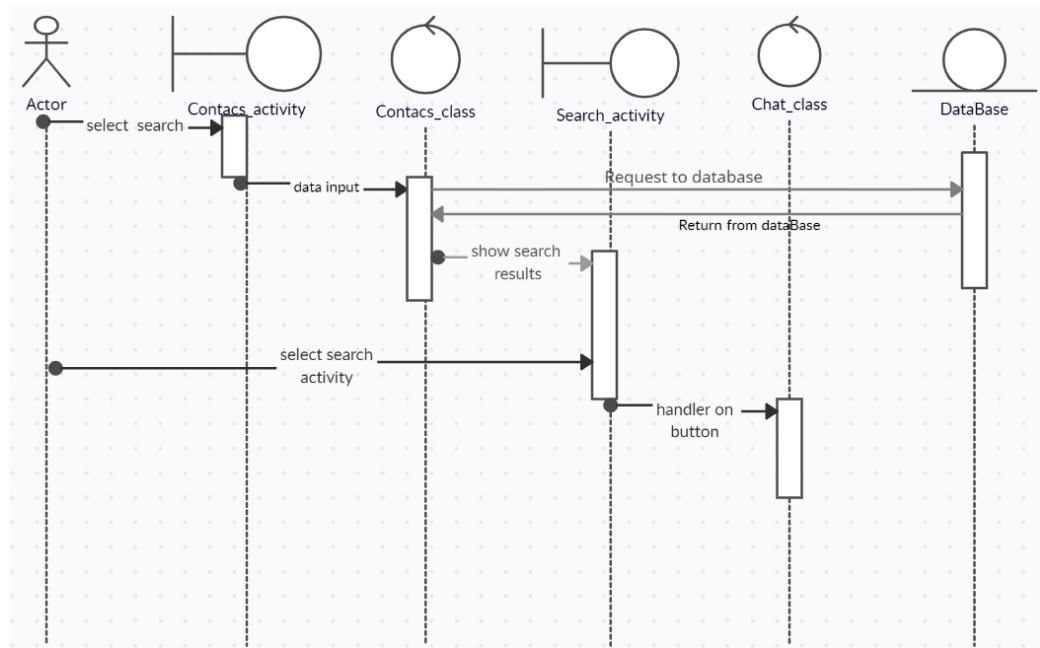 Actor
Contacs_activity
Contacs_class
Search_activity
Chat_class
DataBase
select search
data input
Request to database
Return from dataBase
show search
results
select search
activity
handler on
button